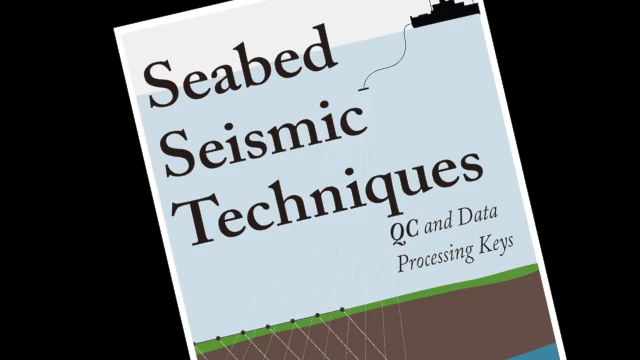 Seabed
Seismic
Techniques
QC and Data
Processing Keys